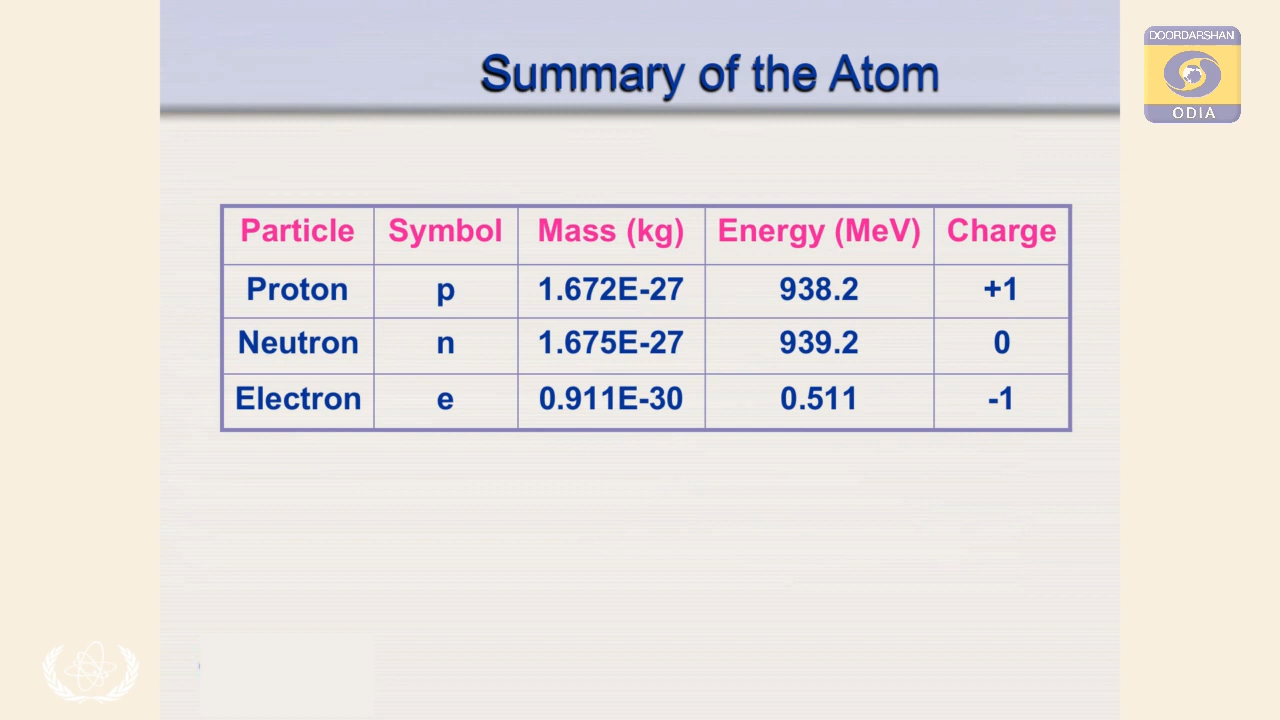 Summary of the Atom
DOORDARSHAN
ODIA
Particle Symbol Mass (kg) Energy (MeV) Charge
Proton p 1.672E-27 938.2 +1
Neutron n 1.675E-27 939.2 0
Electron e 0.911E-30 0.511 -1